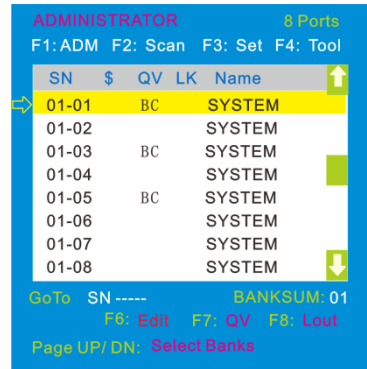 ADMINISTRATOR 8 Ports
F1: ADM F2: Scan F3: Set F4: Tool
SN $ QV LK Name
01-01 BC SYSTEM
01-02 SYSTEM
01-03 BC SYSTEM
01-04 SYSTEM
01-05 BC SYSTEM
01-06 SYSTEM
01-07 SYSTEM
01-08 SYSTEM
GoTo SN ----- BANKSUM: 01
F6: Edit F7: QV F8: Lout
Page UP/ DN: Select Banks